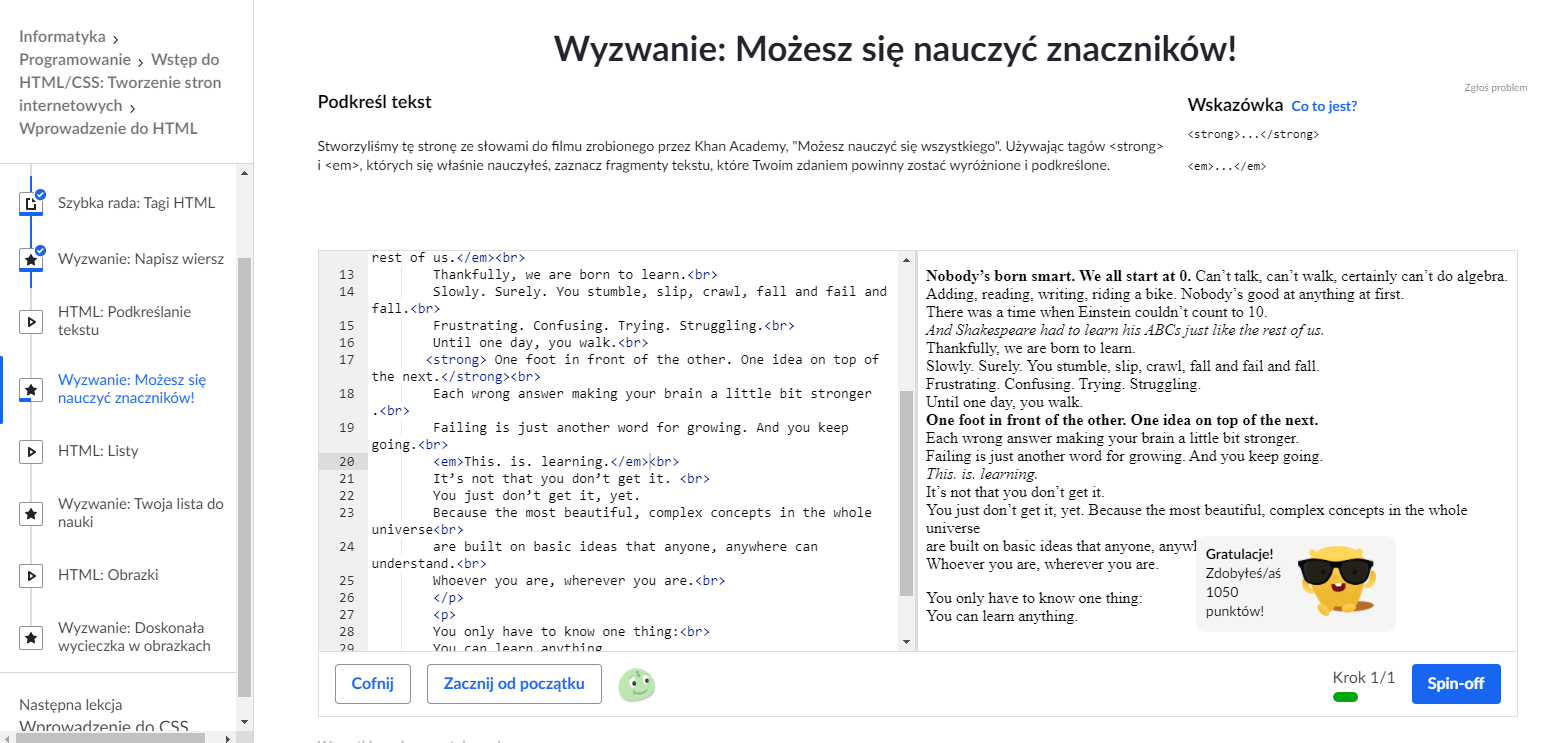 Informatyka >
Programowanie > Wstęp do
HTML/CSS: Tworzenie stron
internetowych >
Wprowadzenie do HTML
Szybka rada: Tagi HTML
Wyzwanie: Napisz wiersz
HTML: Podkreślanie
tekstu
Wyzwanie: Możesz się
nauczyć znaczników!
HTML: Listy
Wyzwanie: Twoja lista do
nauki
HTML: Obrazki
Wyzwanie: Doskonała
wycieczka w obrazkach
Następna lekcja
Wprowadzenie do CSS
Wyzwanie: Możesz się nauczyć znaczników!
Zgłoś problem
Podkreśl tekst
Stworzyliśmy tę stronę ze słowami do filmu zrobionego przez Khan Academy, "Możesz nauczyć się wszystkiego". Używając tagów <strong>
i <em>, których się właśnie nauczyłeś, zaznacz fragmenty tekstu, które Twoim zdaniem powinny zostać wyróżnione i podkreślone.
Wskazówka Co to jest?
<strong>...</strong>
<em>...</em>
rest of us.</em><br>
13 Thankfully, we are born to learn.<br>
14 Slowly. Surely. You stumble, slip, crawl, fall and fail and
fall.<br>
15 Frustrating. Confusing. Trying. Struggling.<br>
16 Until one day, you walk.<br>
17 <strong> One foot in front of the other. One idea on top of
the next.</strong><br>
18 Each wrong answer making your brain a little bit stronger
.<br>
19 Failing is just another word for growing. And you keep
going.<br>
20 <em>This. is. learning.</em><br>
21 It’s not that you don’t get it. <br>
22 You just don’t get it, yet.
23 Because the most beautiful, complex concepts in the whole
universe<br>
24 are built on basic ideas that anyone, anywhere can
understand.<br>
25 Whoever you are, wherever you are.<br>
26 </p>
27 <p>
28 You only have to know one thing:<br>
29 You can learn anything
Nobody’s born smart. We all start at 0. Can’t talk, can’t walk, certainly can’t do algebra.
Adding, reading, writing, riding a bike. Nobody’s good at anything at first.
There was a time when Einstein couldn’t count to 10.
And Shakespeare had to learn his ABCs just like the rest of us.
Thankfully, we are born to learn.
Slowly. Surely. You stumble, slip, crawl, fall and fail and fall.
Frustrating. Confusing. Trying. Struggling.
Until one day, you walk.
One foot in front of the other. One idea on top of the next.
Each wrong answer making your brain a little bit stronger.
Failing is just another word for growing. And you keep going.
This. is. learning.
It’s not that you don’t get it.
You just don’t get it, yet. Because the most beautiful, complex concepts in the whole
universe
are built on basic ideas that anyone,
Whoever you are, wherever you are.
You only have to know one thing:
You can learn anything.
Gratulacje!
Zdobyłeś/aś
1050
punktów!
Cofnij
Zacznij od początku
Krok 1/1
Spin-off